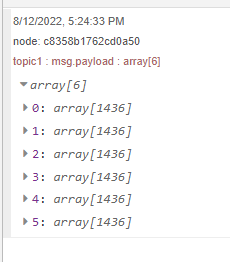 8/12/2022, 5:24:33 PM
node: c8358b1762cd0a50
topic1 : msg.payload : array[6]
array[6]
0: array[1436]
1: array[1436]
2: array[1436]
3: array[1436]
4: array[1436]
5: array[1436]